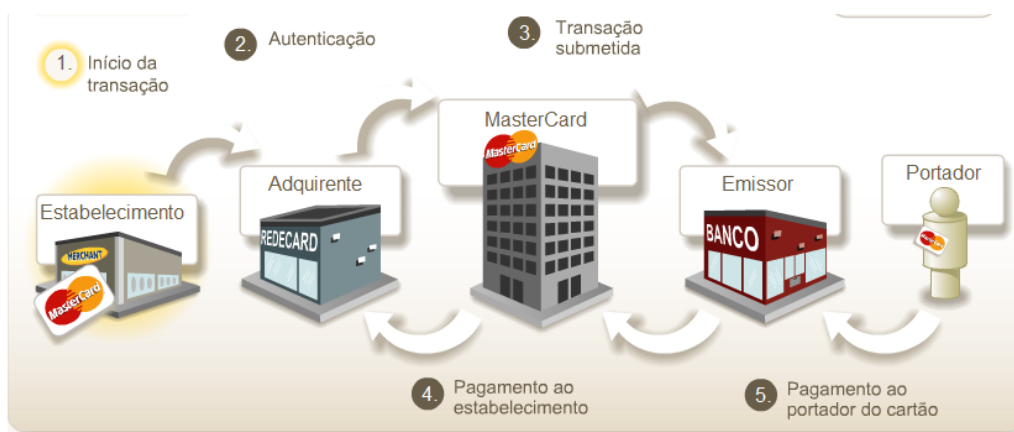 1. Início da
transação
2. Autenticação
3. Transação
submetida
MasterCard
MasterCard
Adquirente
Emissor
Portador
Estabelecimento
REDECARD
BANCO
MERCHANT
MasterCard
MasterCard
4. Pagamento ao
estabelecimento
5. Pagamento ao
portador do cartão